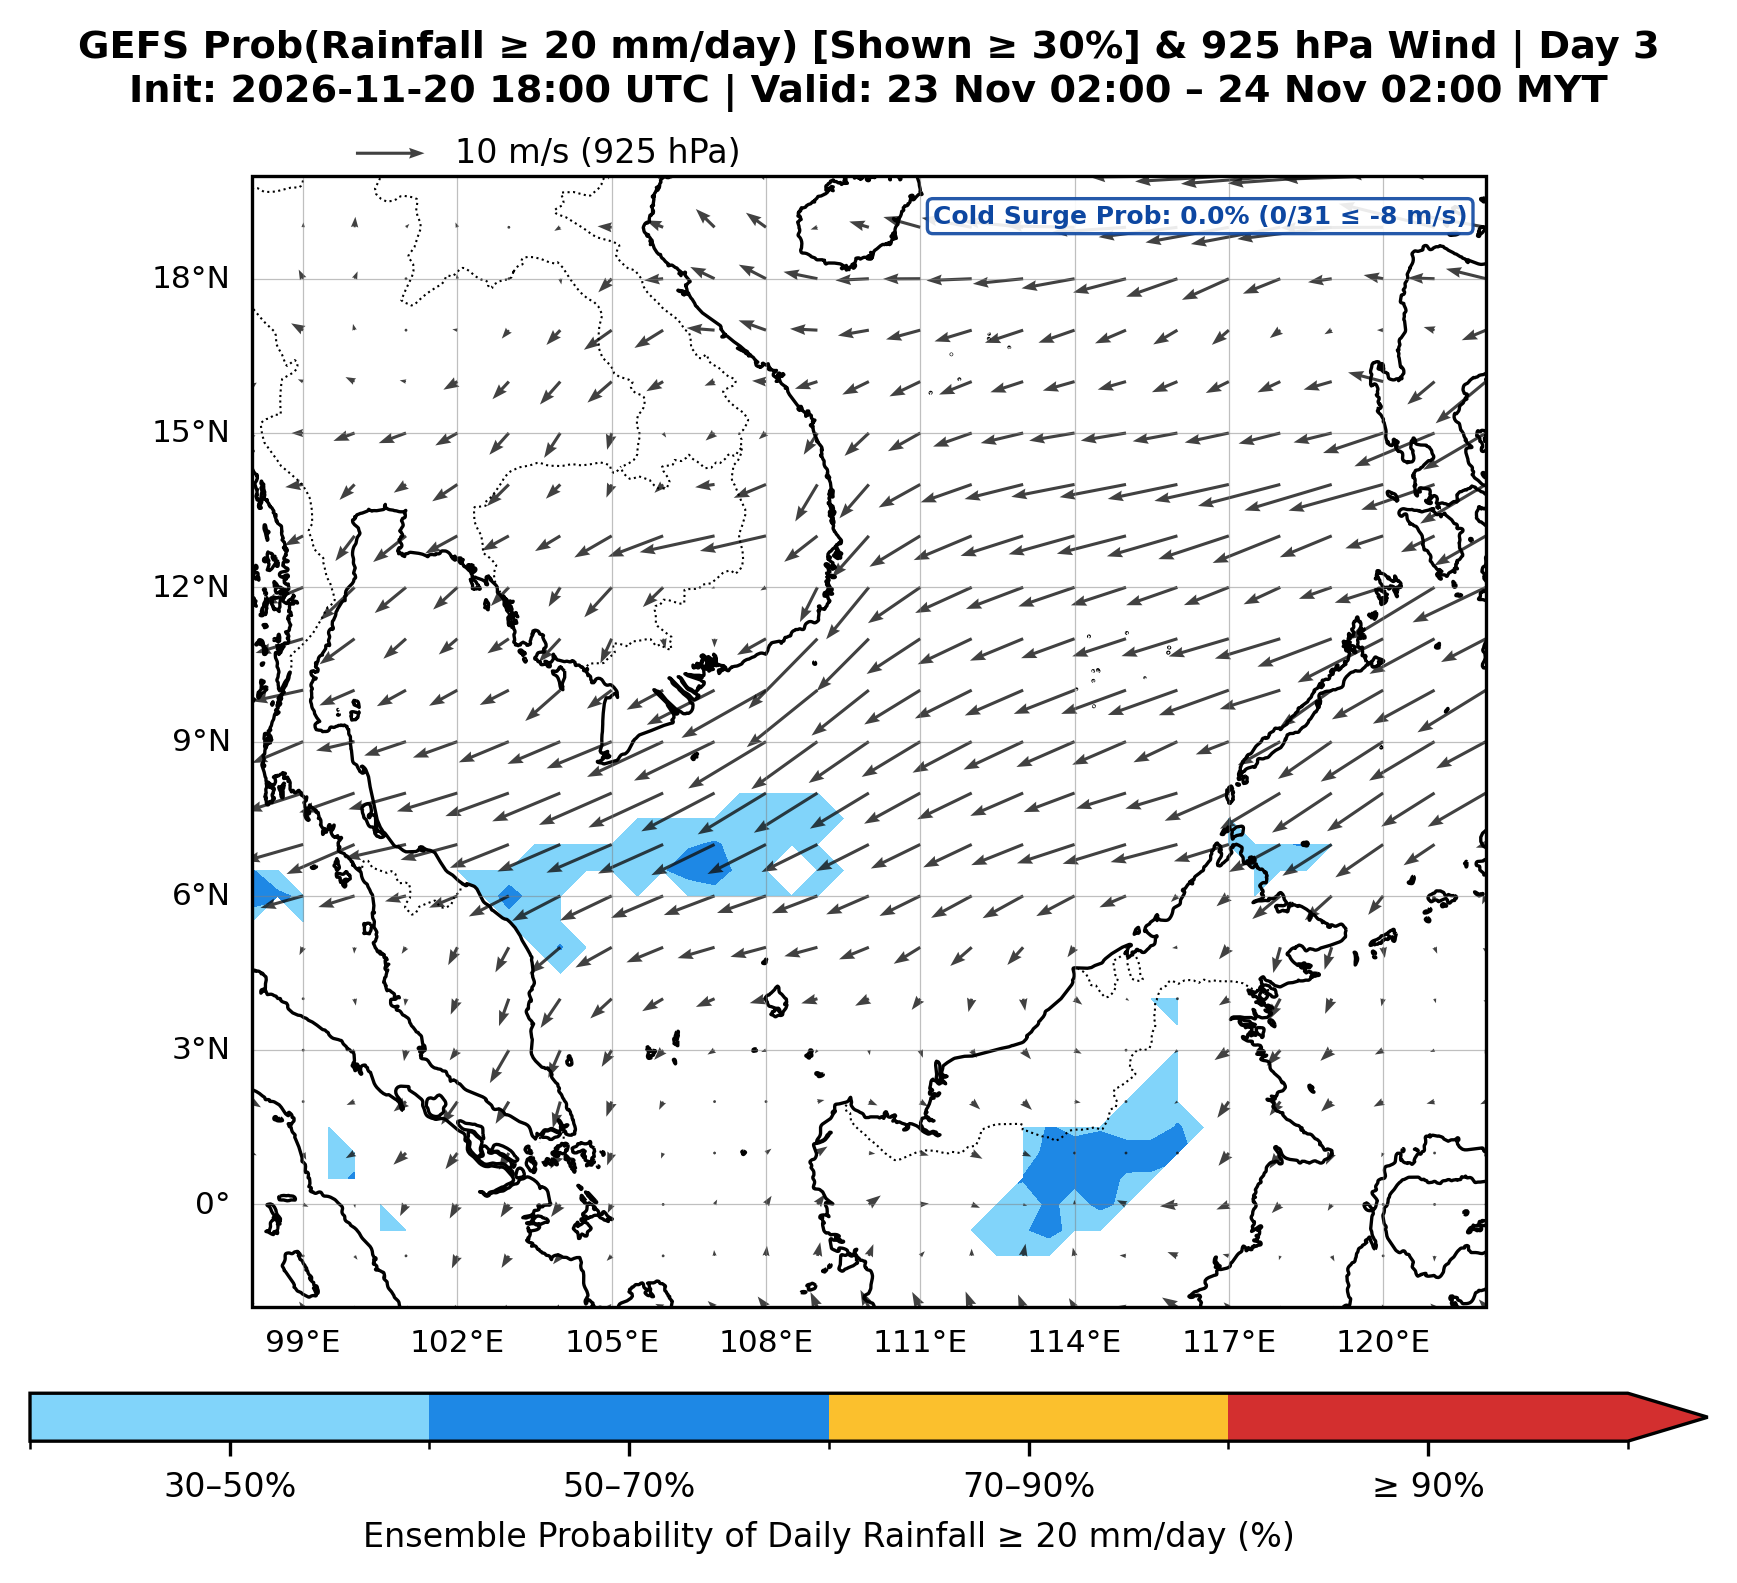 GEFS Prob(Rainfall ≥ 20 mm/day) [Shown ≥ 30%] & 925 hPa Wind | Day 3
Init: 2026-11-20 18:00 UTC | Valid: 23 Nov 02:00 – 24 Nov 02:00 MYT
10 m/s (925 hPa)
Cold Surge Prob: 0.0% (0/31 ≤ -8 m/s)
18°N
15°N
12°N
9°N
6°N
3°N
0°
99°E 102°E 105°E 108°E 111°E 114°E 117°E 120°E
30–50% 50–70% 70–90% ≥ 90%
Ensemble Probability of Daily Rainfall ≥ 20 mm/day (%)